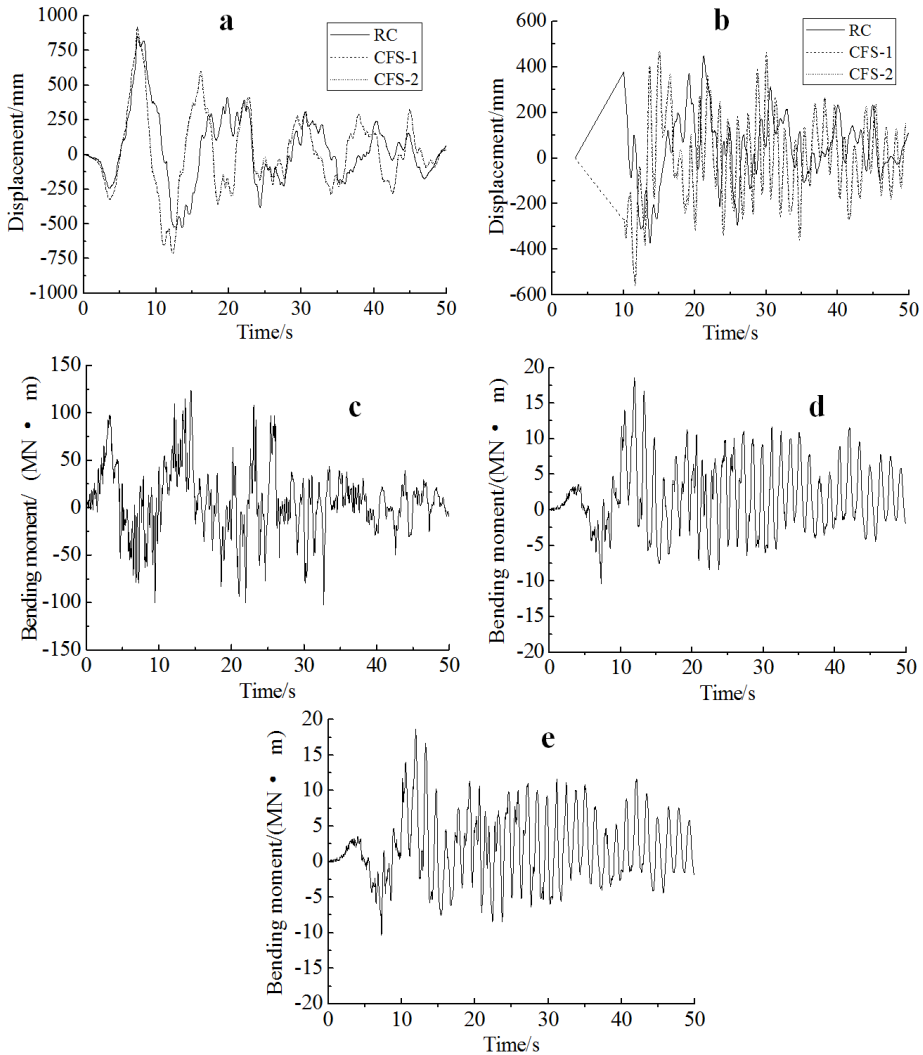 a
RC
CFS-1
CFS-2
1000
750
500
250
0
-250
-500
-750
-1000
Displacement/mm
0 10 20 30 40 50
Time/s
b
RC
CFS-1
CFS-2
600
400
200
0
-200
-400
-600
Displacement/mm
0 10 20 30 40 50
Time/s
c
150
100
50
0
-50
-100
-150
Bending moment/ (MN • m)
0 10 20 30 40 50
Time/s
d
20
15
10
5
0
-5
-10
-15
-20
Bending moment/(MN • m)
0 10 20 30 40 50
Time/s
e
20
15
10
5
0
-5
-10
-15
-20
Bending moment/(MN • m)
0 10 20 30 40 50
Time/s